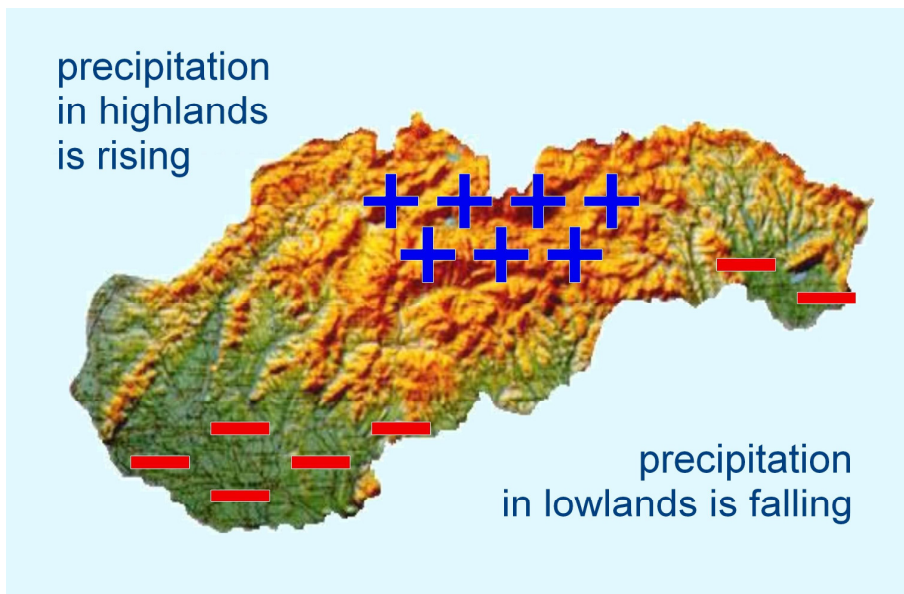 precipitation
in highlands
is rising
precipitation
in lowlands is falling